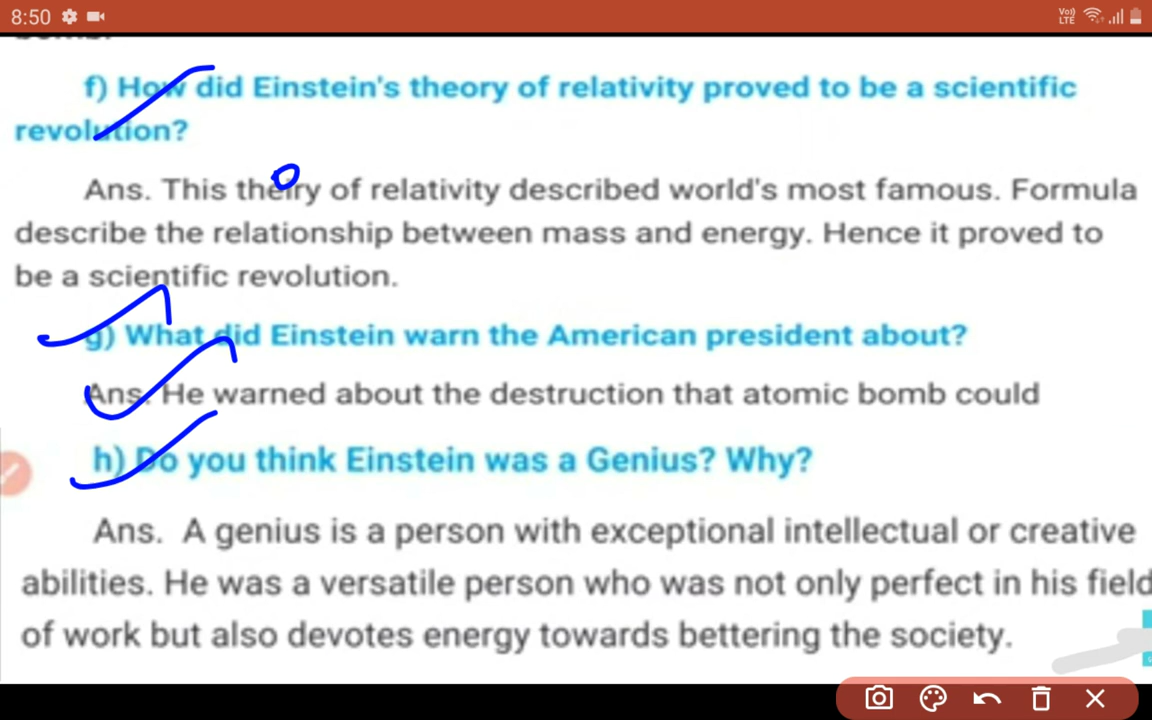 8:50
Vo))
LTE
f) How did Einstein's theory of relativity proved to be a scientific
revolution?
Ans. This theiry of relativity described world's most famous. Formula
describe the relationship between mass and energy. Hence it proved to
be a scientific revolution.
g) What did Einstein warn the American president about?
Ans. He warned about the destruction that atomic bomb could
h) Do you think Einstein was a Genius? Why?
Ans. A genius is a person with exceptional intellectual or creative
abilities. He was a versatile person who was not only perfect in his field
of work but also devotes energy towards bettering the society.